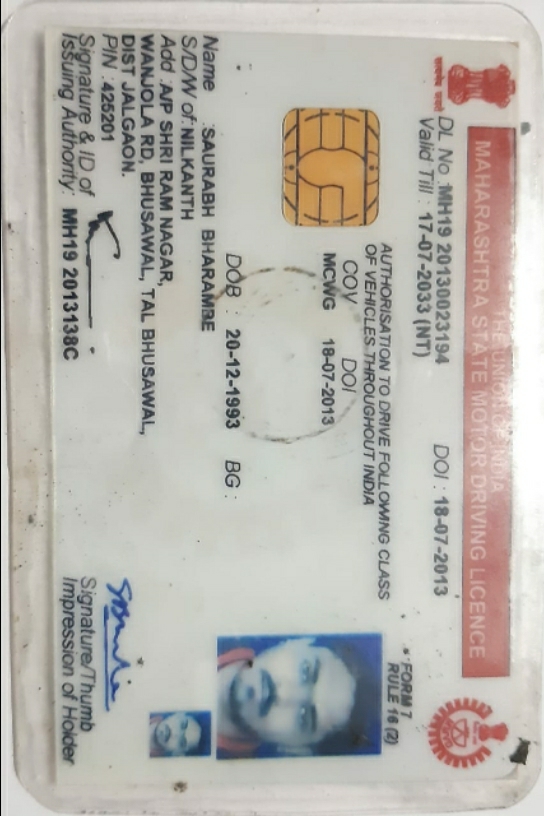 THE UNION OF INDIA
MAHARASHTRA STATE MOTOR DRIVING LICENCE
DL No :MH19 20130023194 DOI : 18-07-2013
Valid Till : 17-07-2033 (NT)
FORM 7
RULE 16 (2)
AUTHORISATION TO DRIVE FOLLOWING CLASS
OF VEHICLES THROUGHOUT INDIA
COV DOI
MCWG 18-07-2013
DOB : 20-12-1993 BG :
Name :SAURABH BHARAMBE
S/D/W of:NILKANTH
Add :A/P SHRI RAM NAGAR,
WANJOLA RD, BHUSAWAL, TAL BHUSAWAL,
DIST JALGAON.
PIN :425201
Signature & ID of
Issuing Authority: MH19 2013138C
Signature/Thumb
Impression of Holder